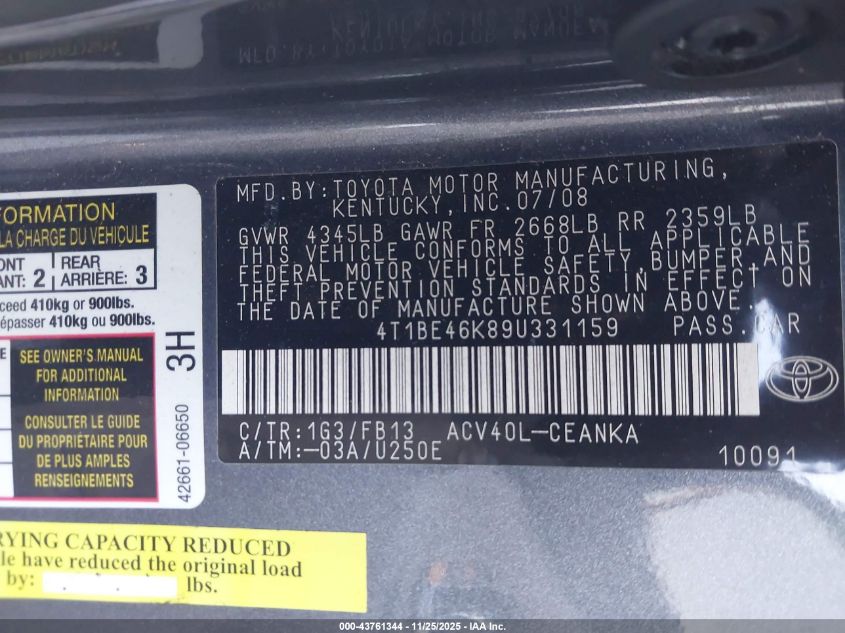 MFD.BY:TOYOTA MOTOR MANUFACTURING,
KENTUCKY, INC. 07/08
GVWR 4345LB GAWR FR 2668LB RR 2359LB
THIS VEHICLE CONFORMS TO ALL APPLICABLE
FEDERAL MOTOR VEHICLE SAFETY,BUMPER,AND
THEFT PREVENTION STANDARDS IN EFFECT ON
THE DATE OF MANUFACTURE SHOWN ABOVE.
4T1BE46K89U331159 PASS.CAR
C/TR:1G3/FB13 ACV40L-CEANKA
A/TM:-03A/U250E 10091
FORMATION
LA CHARGE DU VÉHICULE
ONT REAR
ANT: 2 ARRIÈRE: 3
ceed 410kg or 900lbs.
épasser 410kg ou 900lbs.
SEE OWNER'S MANUAL
FOR ADDITIONAL
INFORMATION
CONSULTER LE GUIDE
DU PROPRIÉTAIRE POUR
DE PLUS AMPLES
RENSEIGNEMENTS
3H
42661-06650
RYING CAPACITY REDUCED
le have reduced the original load
by: lbs.
000-43761344 - 11/25/2025 - IAA Inc.